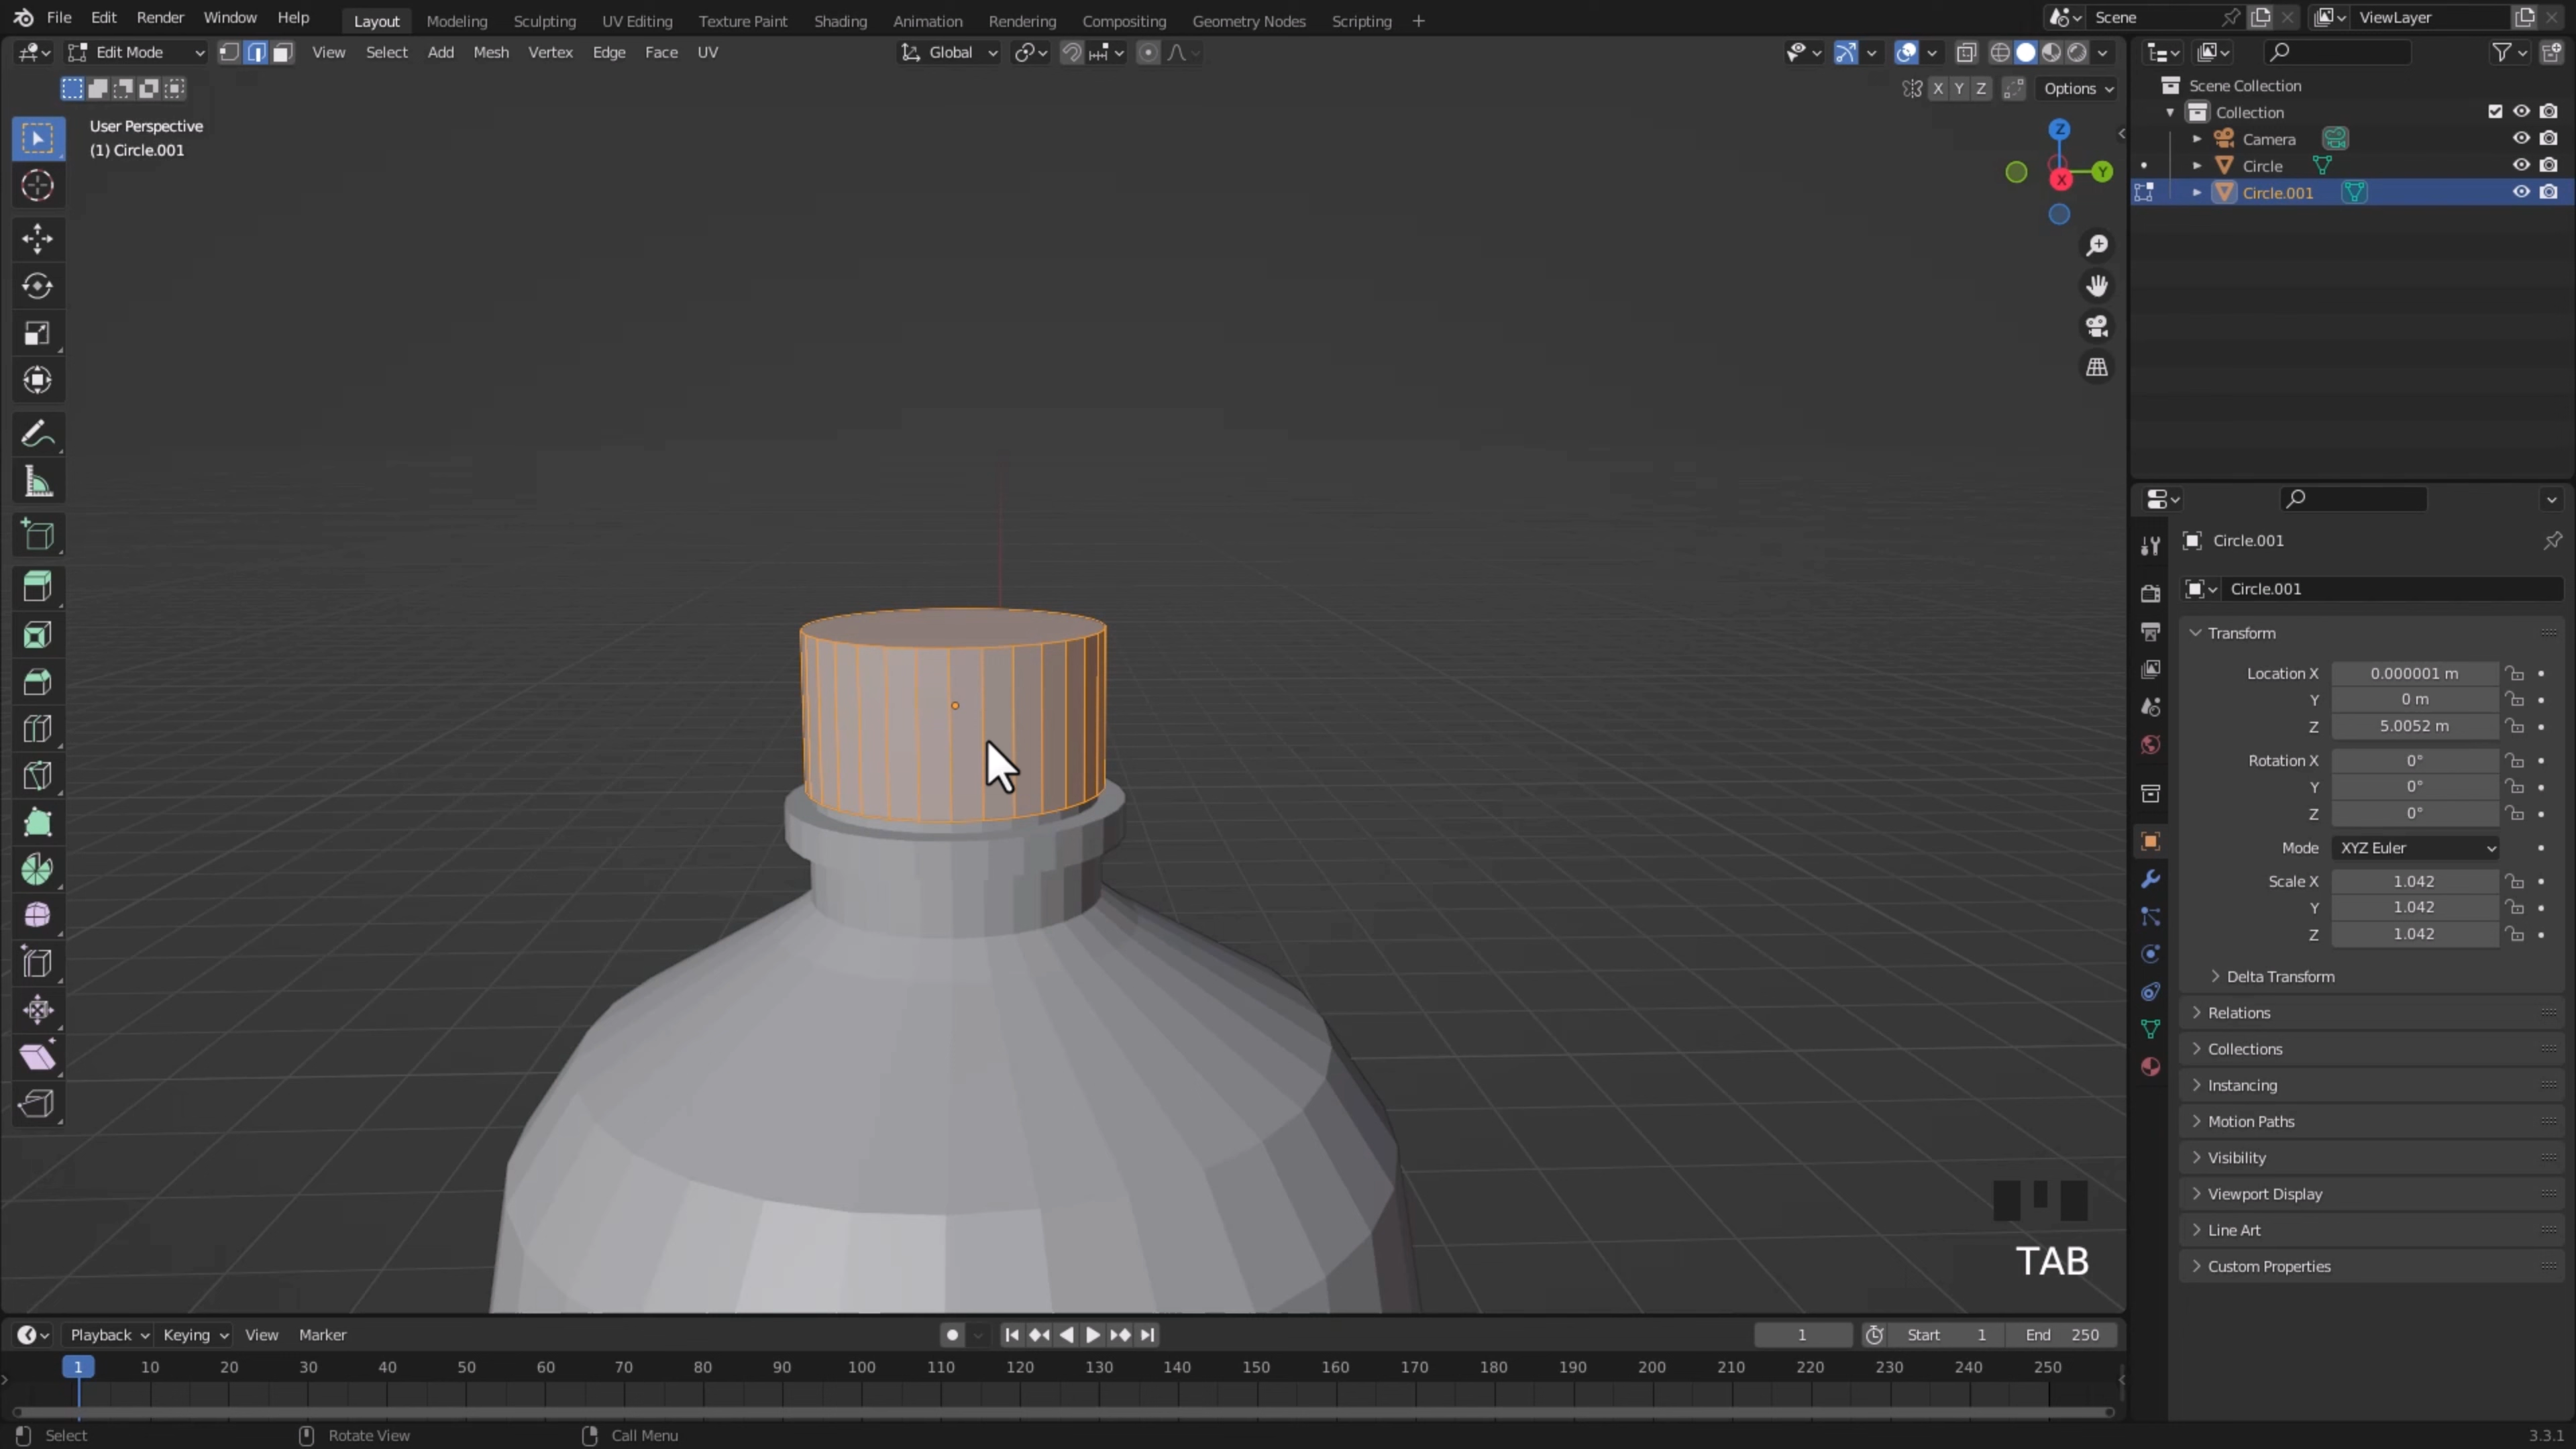 File Edit Render Window Help
Layout Modeling Sculpting UV Editing Texture Paint Shading Animation Rendering Compositing Geometry Nodes Scripting +
Scene
ViewLayer
Edit Mode
View Select Add Mesh Vertex Edge Face UV
Global
X Y Z
Options
User Perspective
(1) Circle.001
Z
Y
X
Scene Collection
Collection
Camera
Circle
Circle.001
Circle.001
Circle.001
Transform
Location X 0.000001 m
Y 0 m
Z 5.0052 m
Rotation X 0°
Y 0°
Z 0°
Mode XYZ Euler
Scale X 1.042
Y 1.042
Z 1.042
Delta Transform
Relations
Collections
Instancing
Motion Paths
Visibility
Viewport Display
Line Art
Custom Properties
TAB
Playback Keying View Marker
1
Start 1
End 250
1 10 20 30 40 50 60 70 80 90 100 110 120 130 140 150 160 170 180 190 200 210 220 230 240 250
Select
Rotate View
Call Menu
3.3.1